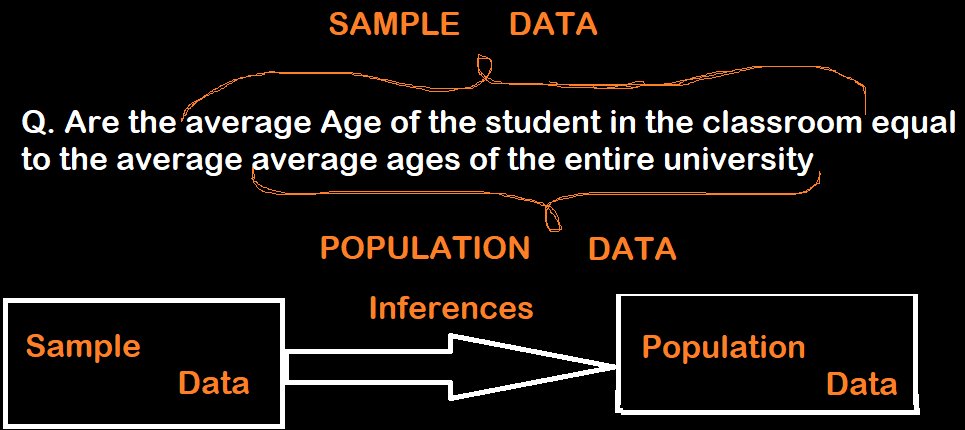 SAMPLE DATA
Q. Are the average Age of the student in the classroom equal
to the average average ages of the entire university
POPULATION DATA
Inferences
Sample
Data
Population
Data